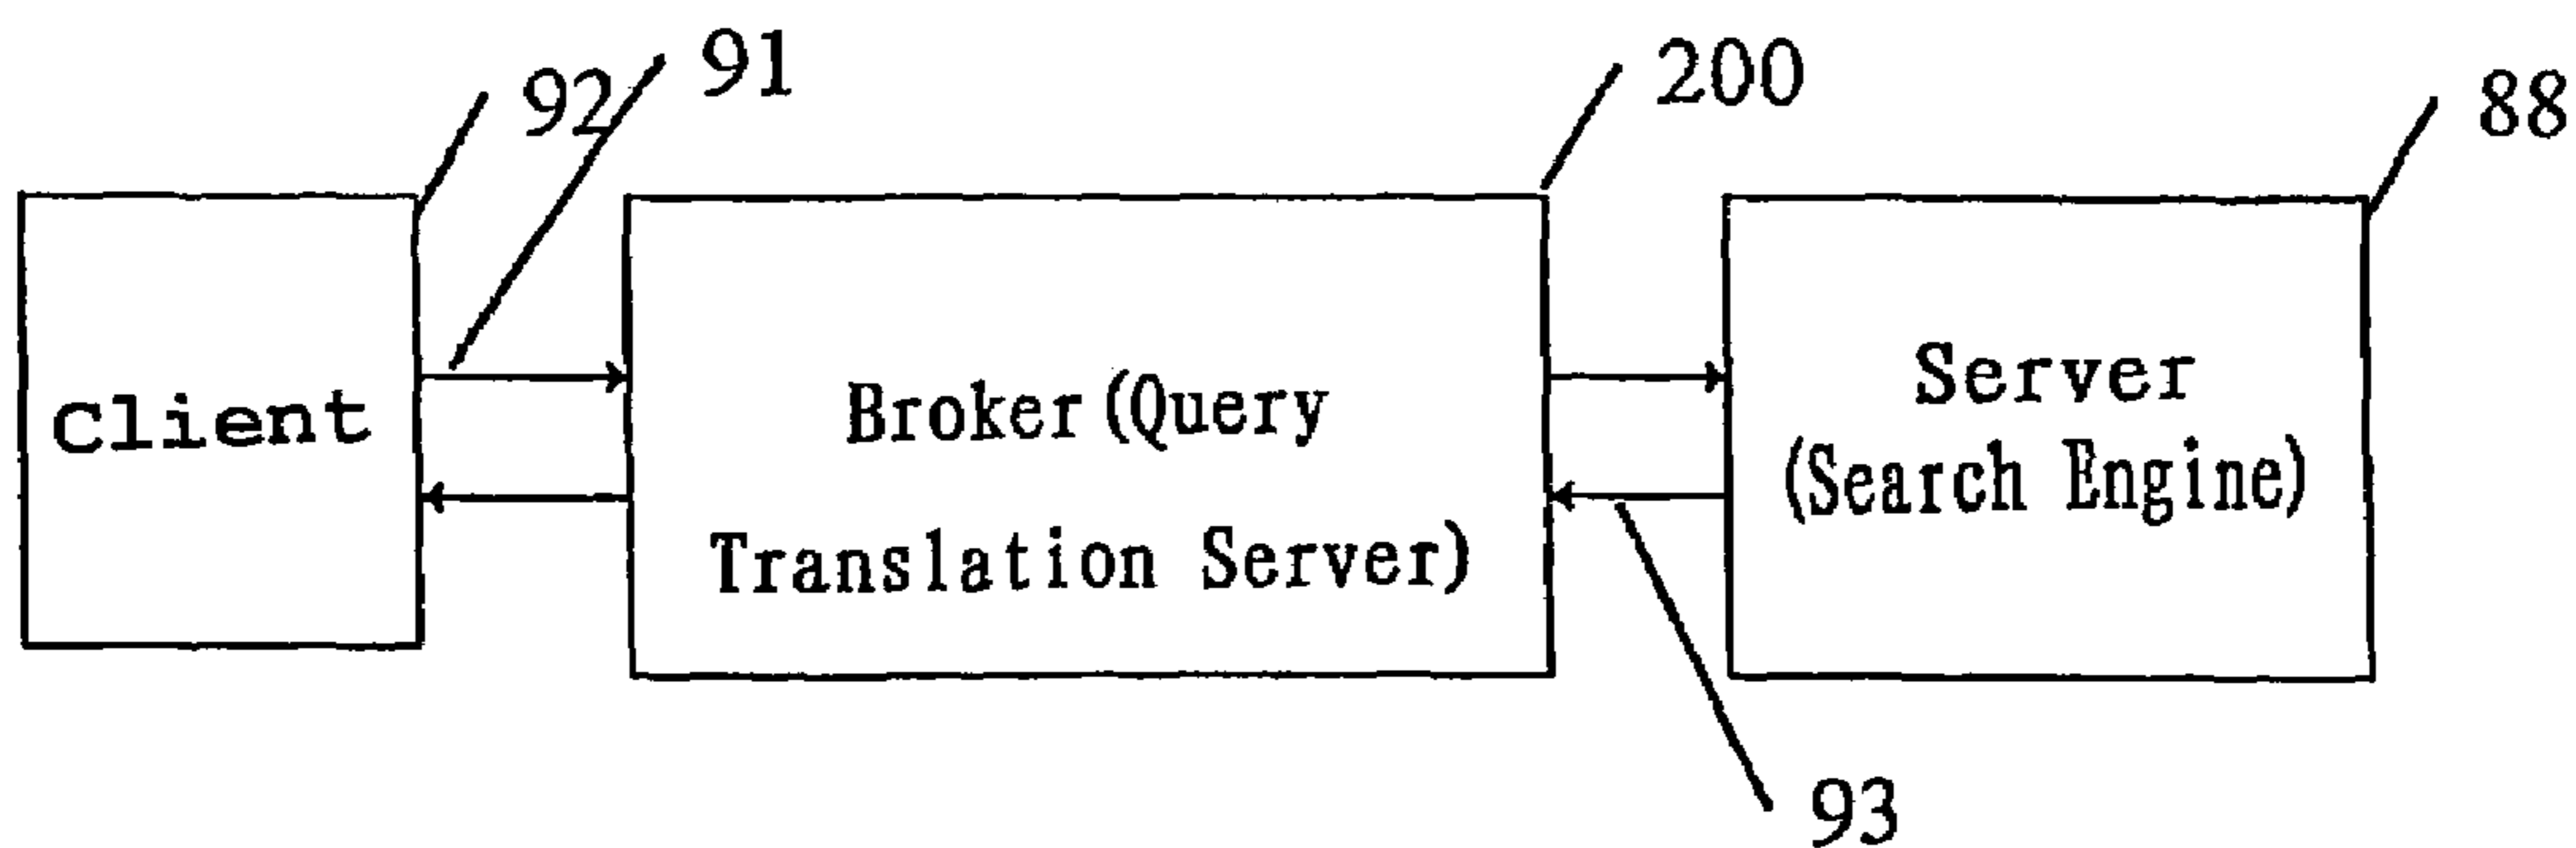 92
91
200
88
Client
Broker(Query
Translation Server)
Server
(Search Engine)
93